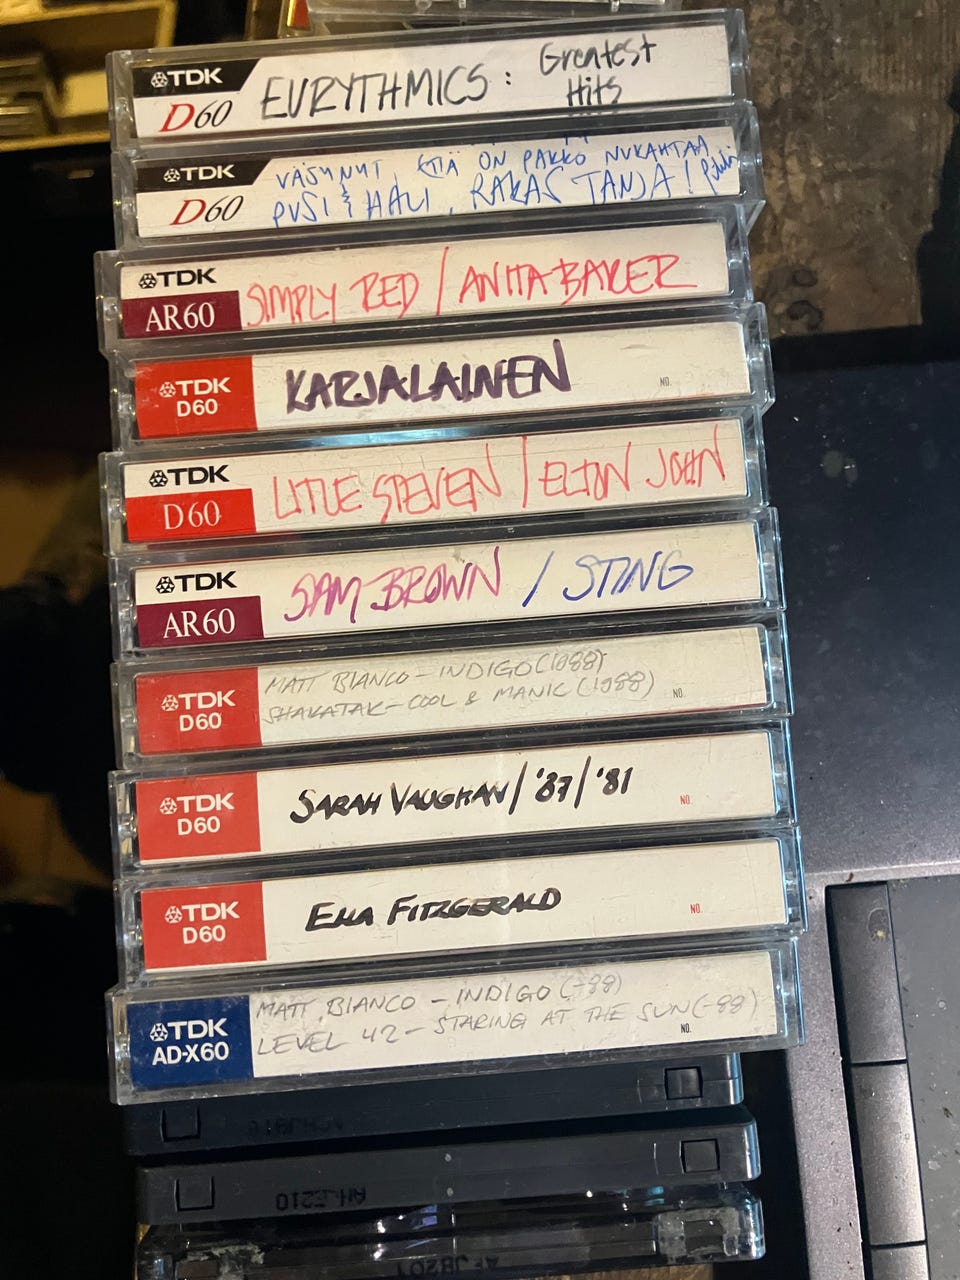 TDK
D60
EURYTHMICS: Greatest
Hits
TDK
D60
VÄSYNYT, ETTÄ ON PAKKO NUKAHTAA
PUSI & HALI, RAKAS TANJA!
TDK
AR60
SIMPLY RED / ANITA BAKER
TDK
D60
KARJALAINEN
NO.
TDK
D60
LITLE STEVEN / ELTON JOHN
TDK
AR60
SAM BROWN / STING
TDK
D60
MATT BIANCO - INDIGO (1988)
SHAKATAK - COOL & MANIC (1988)
NO.
TDK
D60
SARAH VAUGHAN / '87 / '81
NO.
TDK
D60
ELLA FITZGERALD
NO.
TDK
AD-X60
MATT BIANCO - INDIGO (-88)
LEVEL 42 - STARING AT THE SUN (-88)
NO.